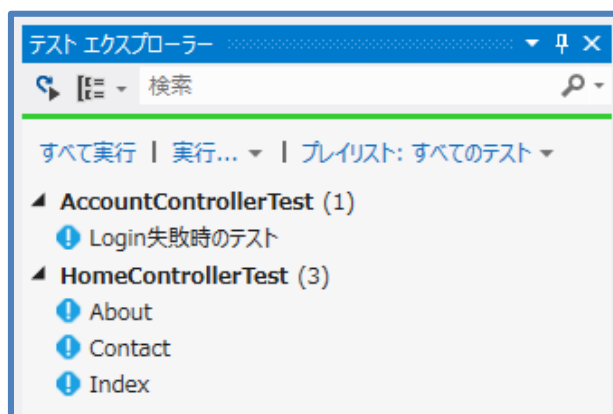 テスト エクスプローラー
検索
すべて実行 | 実行... | プレイリスト: すべてのテスト
AccountControllerTest (1)
Login失敗時のテスト
HomeControllerTest (3)
About
Contact
Index